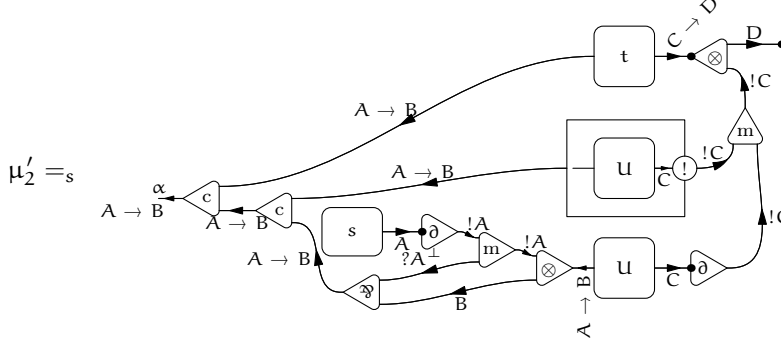 C → D
D
t
⊗
!C
A → B
m
μ′₂ =ₛ
A → B
U
C
!
!C
α
c
A → B
A → B
c
s
A
∂
!A
m
!A
?A⊥
A → B
⅋
B
⊗
A → B
U
C
∂
!C